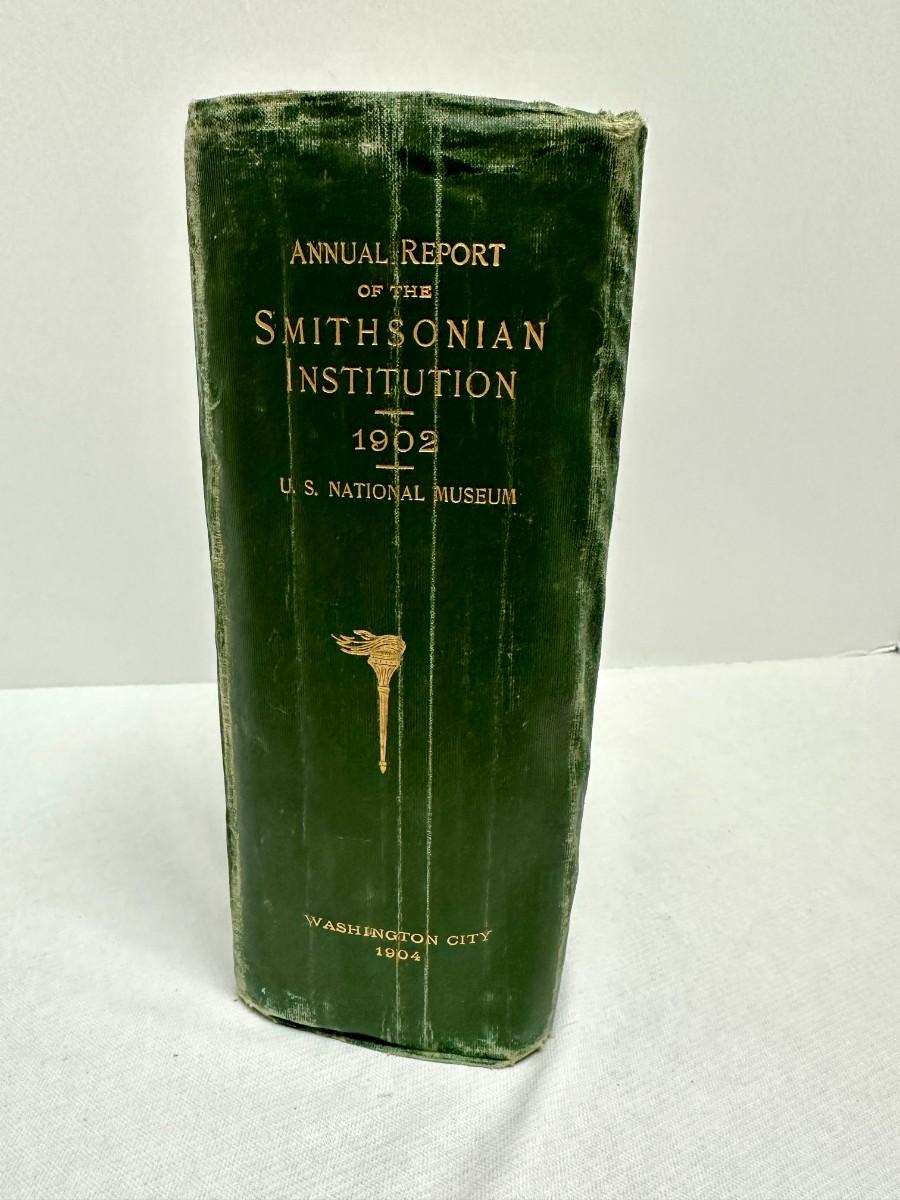 ANNUAL REPORT
OF THE
SMITHSONIAN
INSTITUTION
1902
U. S. NATIONAL MUSEUM
WASHINGTON CITY
1904